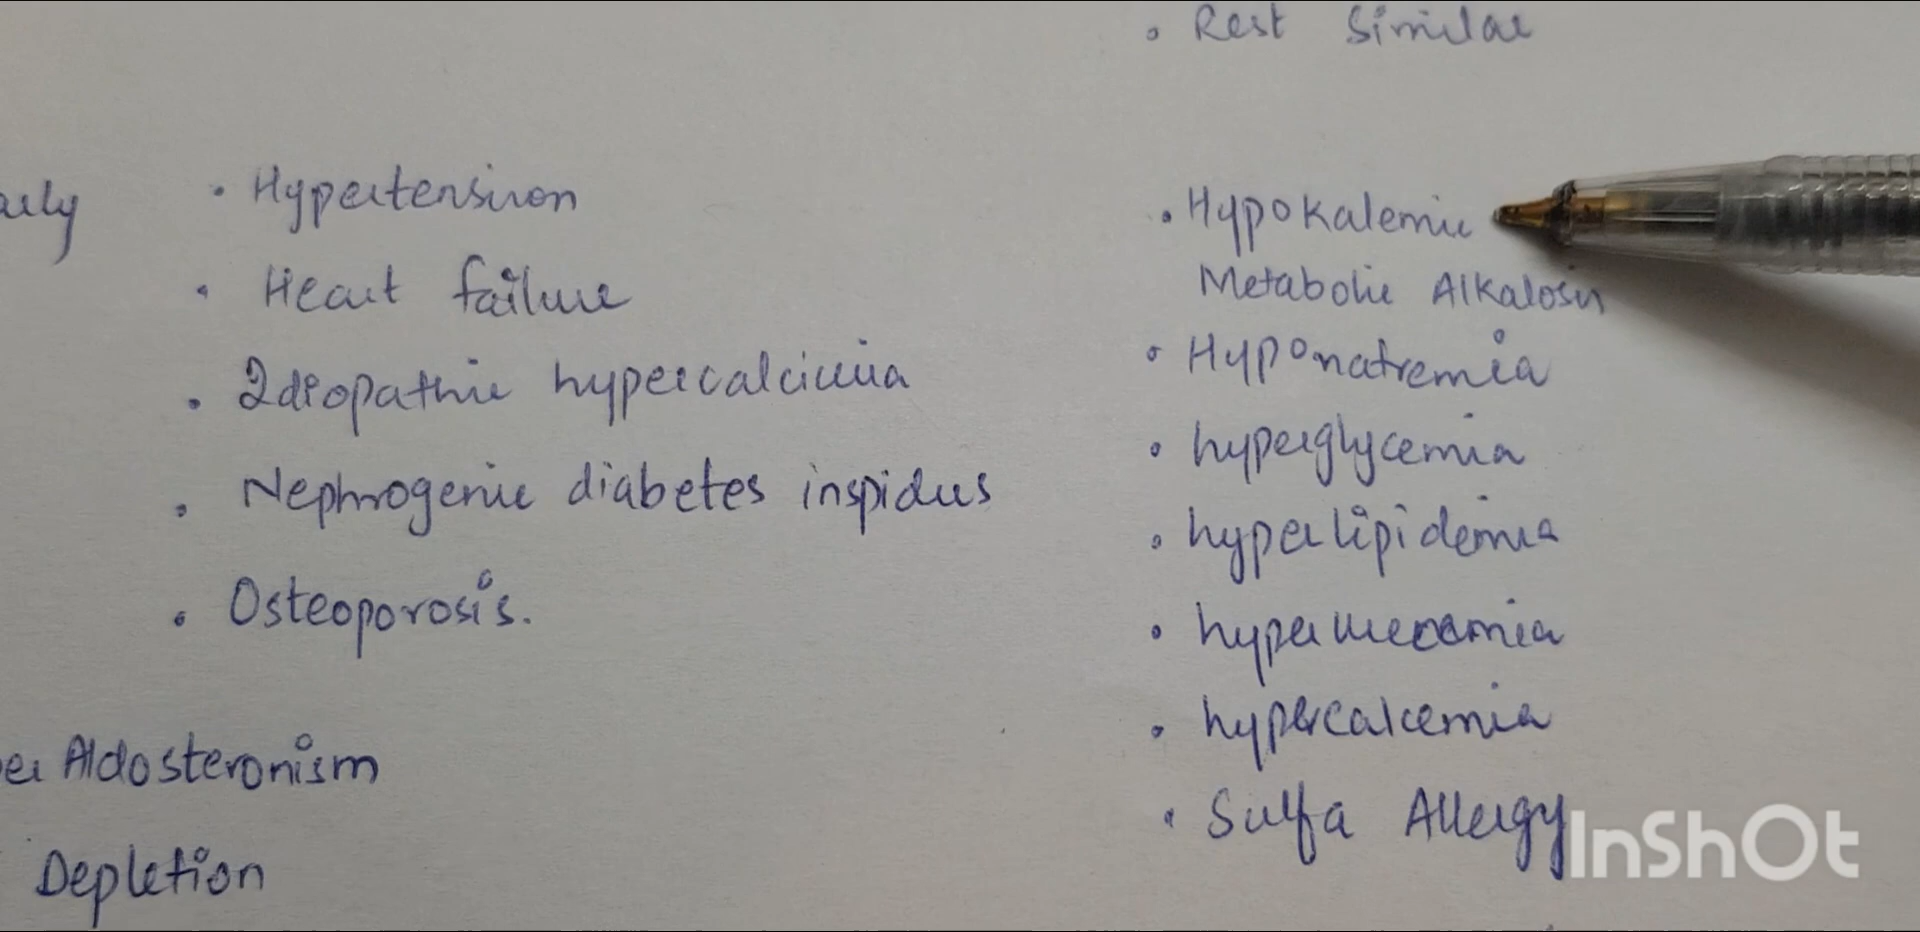 • Rest Similar
• Hypertension
• Heart failure
• Idiopathic hypercalciuria
• Nephrogenic diabetes inspidus
• Osteoporosis.
• Hypokalemic
Metabolic Alkalosis
• Hyponatremia
• hyperglycemia
• hyperlipidemia
• hyperuricemia
• hypercalcemia
• Sulfa Allergy
Aldosteronism
Depletion
InShOt